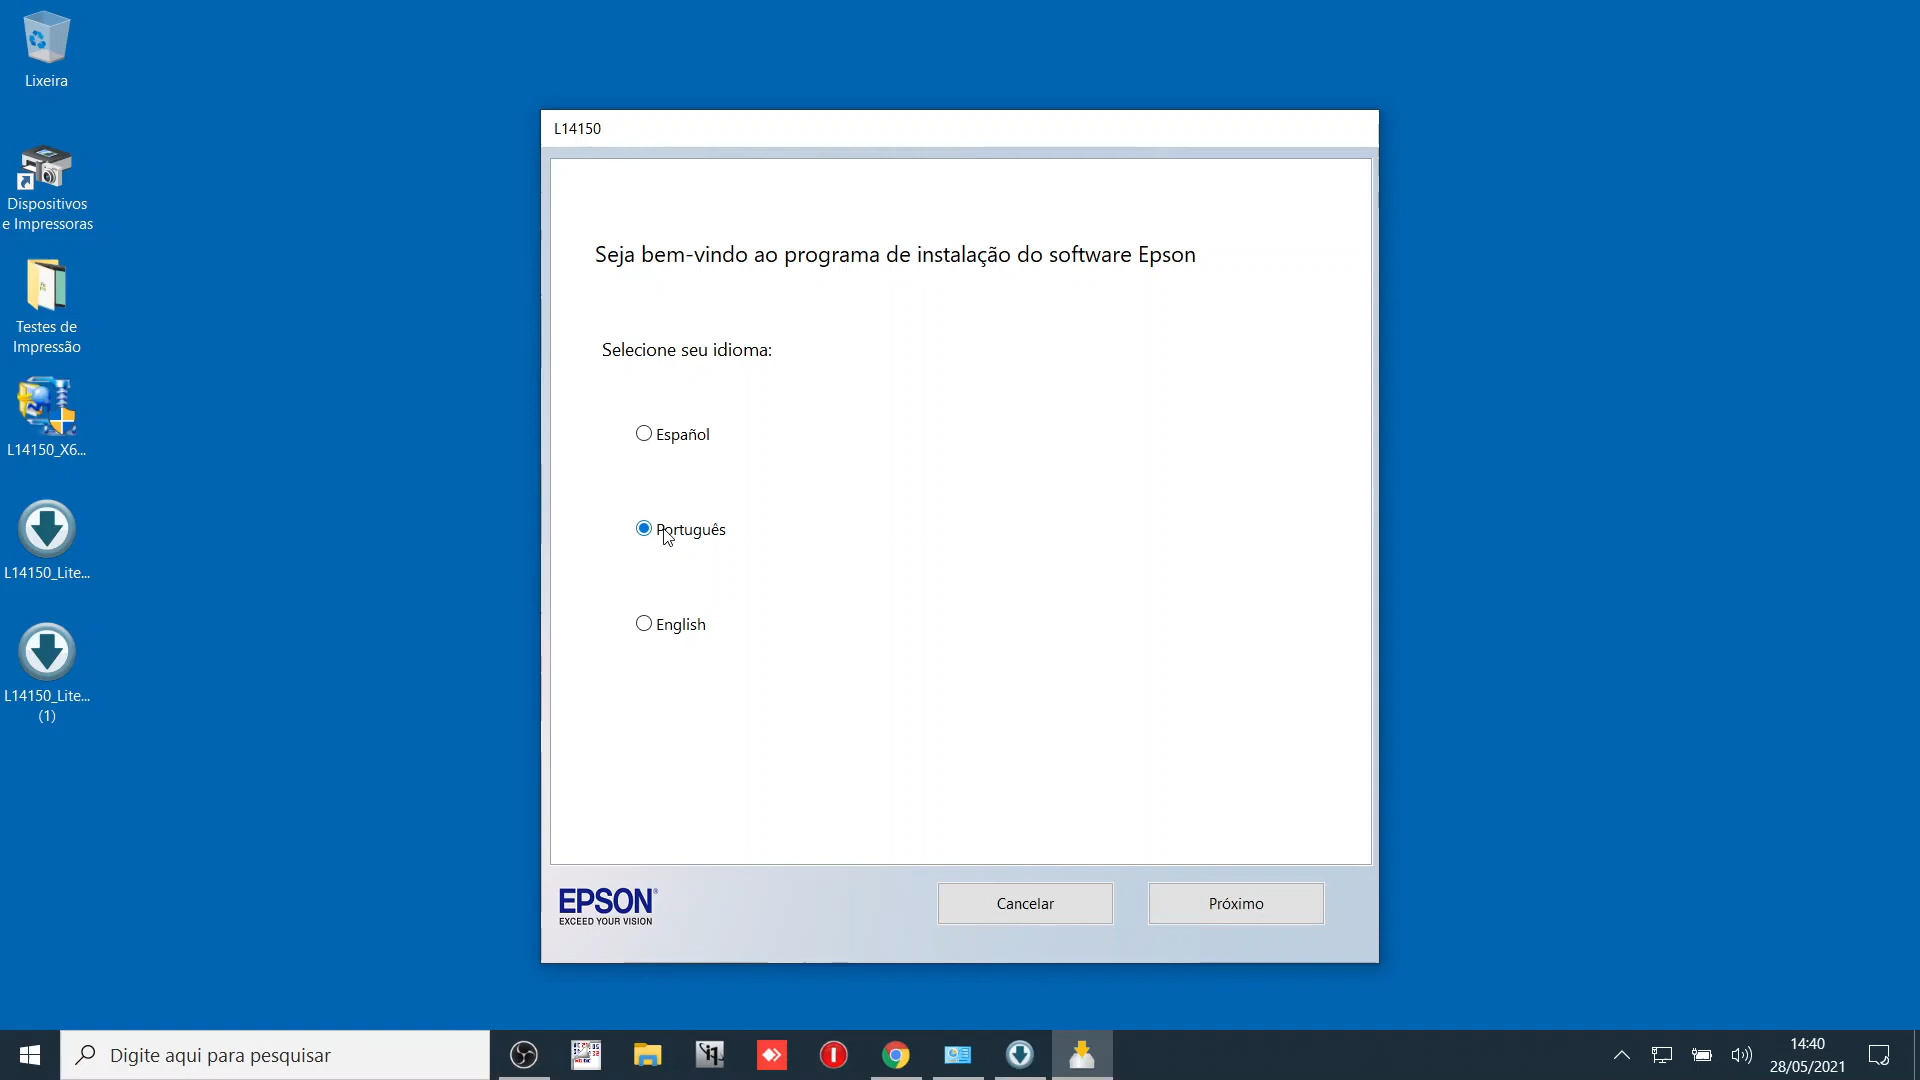 Lixeira
Dispositivos
e Impressoras
Testes de
Impressão
L14150_X6...
L14150_Lite...
L14150_Lite...
(1)
L14150
Seja bem-vindo ao programa de instalação do software Epson
Selecione seu idioma:
Español
Português
English
EPSON®
EXCEED YOUR VISION
Cancelar
Próximo
Digite aqui para pesquisar
14:40
28/05/2021